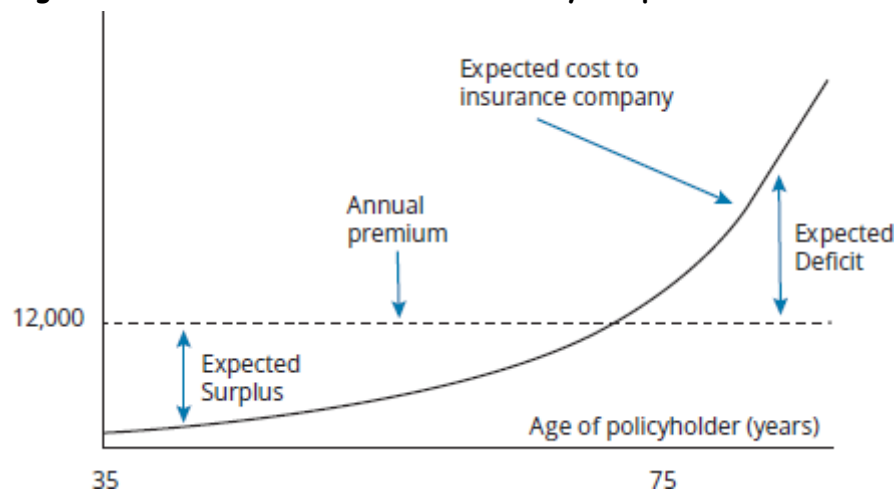 Expected cost to
insurance company
Annual
premium
Expected
Deficit
12,000
Expected
Surplus
Age of policyholder (years)
35
75